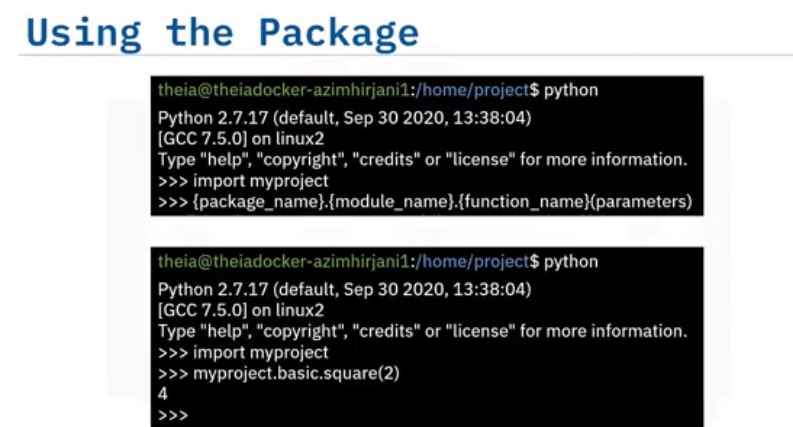 Using the Package
theia@theiadocker-azimhirjani1:/home/project$ python
Python 2.7.17 (default, Sep 30 2020, 13:38:04)
[GCC 7.5.0] on linux2
Type "help", "copyright", "credits" or "license" for more information.
>>> import myproject
>>> {package_name}.{module_name}.{function_name}(parameters)
theia@theiadocker-azimhirjani1:/home/project$ python
Python 2.7.17 (default, Sep 30 2020, 13:38:04)
[GCC 7.5.0] on linux2
Type "help", "copyright", "credits" or "license" for more information.
>>> import myproject
>>> myproject.basic.square(2)
4
>>>